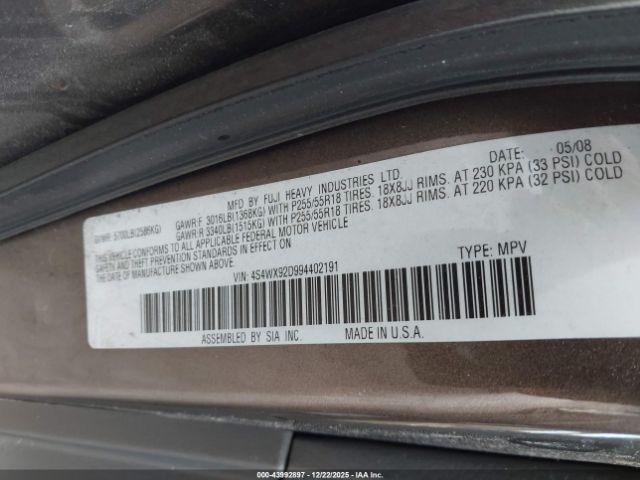 MFD BY FUJI HEAVY INDUSTRIES LTD. DATE: 05/08
GVWR: 5700LB(2586KG) GAWR:F 3016LB(1368KG) WITH P255/55R18 TIRES. 18X8JJ RIMS. AT 230 KPA (33 PSI) COLD
GAWR:R 3340LB(1515KG) WITH P255/55R18 TIRES. 18X8JJ RIMS. AT 220 KPA (32 PSI) COLD
THIS VEHICLE CONFORMS TO ALL APPLICABLE FEDERAL MOTOR VEHICLE
SAFETY AND THEFT PREVENTION STANDARDS IN EFFECT ON
THE DATE OF MANUFACTURE SHOWN ABOVE.
VIN: 4S4WX92D994402191 TYPE: MPV
ASSEMBLED BY SIA INC. MADE IN U.S.A.
S-0-43992897 * 12/22/2025 - IAAI.COM